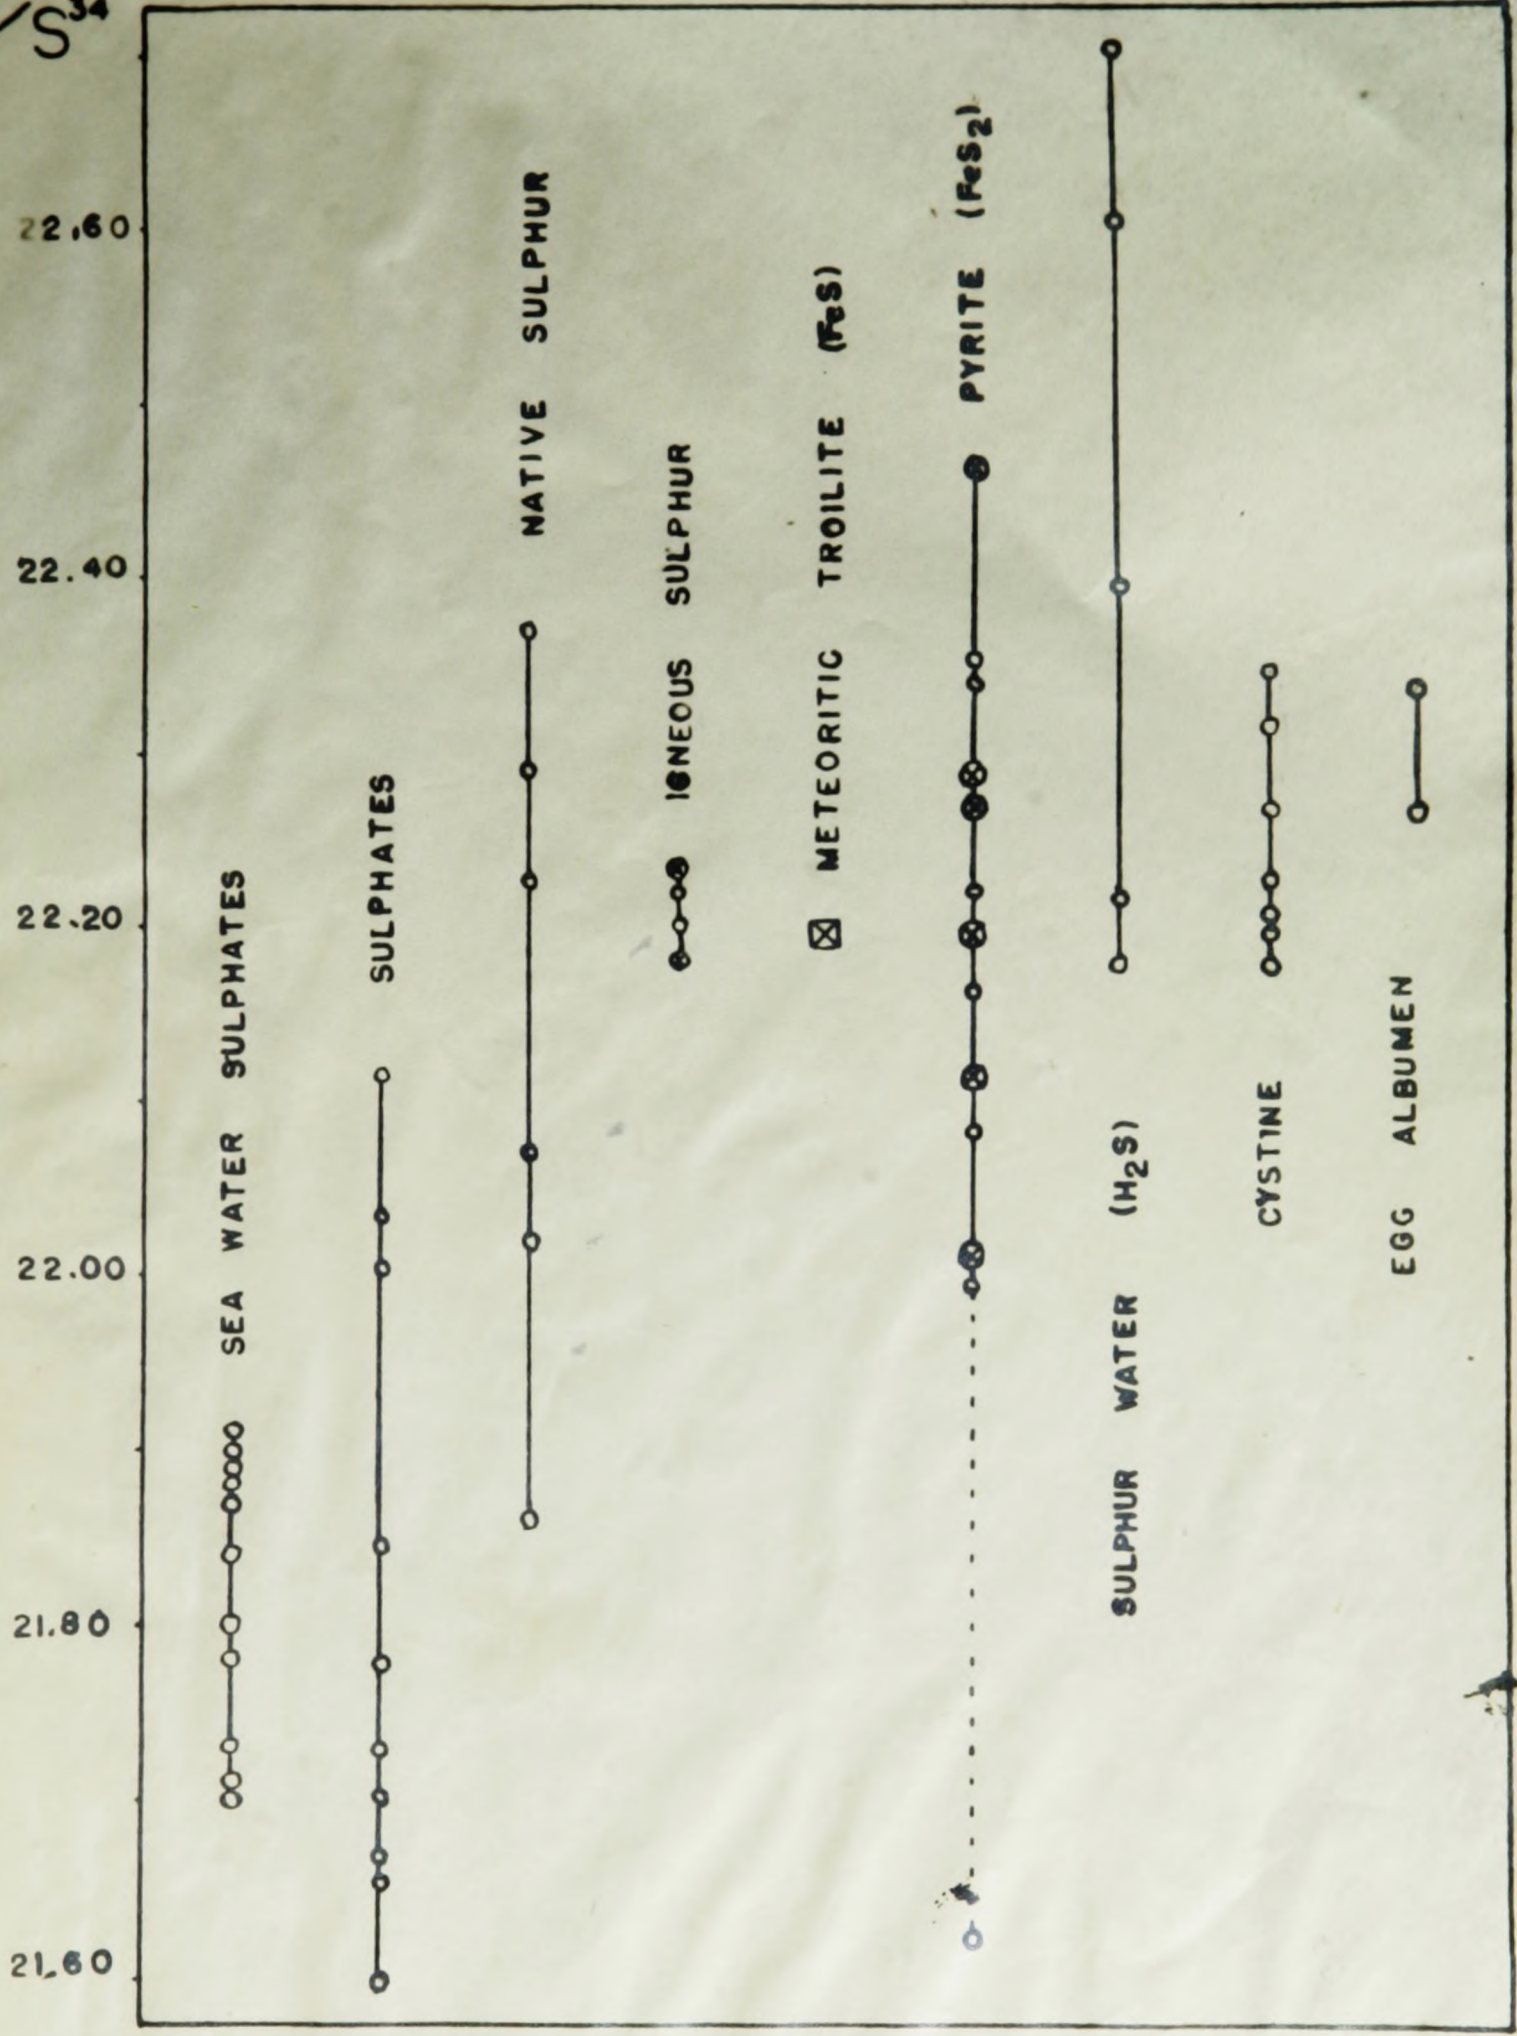 /S34
22.60
22.40
22.20
22.00
21.80
21.60
SEA WATER SULPHATES
SULPHATES
NATIVE SULPHUR
IGNEOUS SULPHUR
METEORITIC TROILITE (FeS)
PYRITE (FeS2)
SULPHUR WATER (H2S)
CYSTINE
EGG ALBUMEN